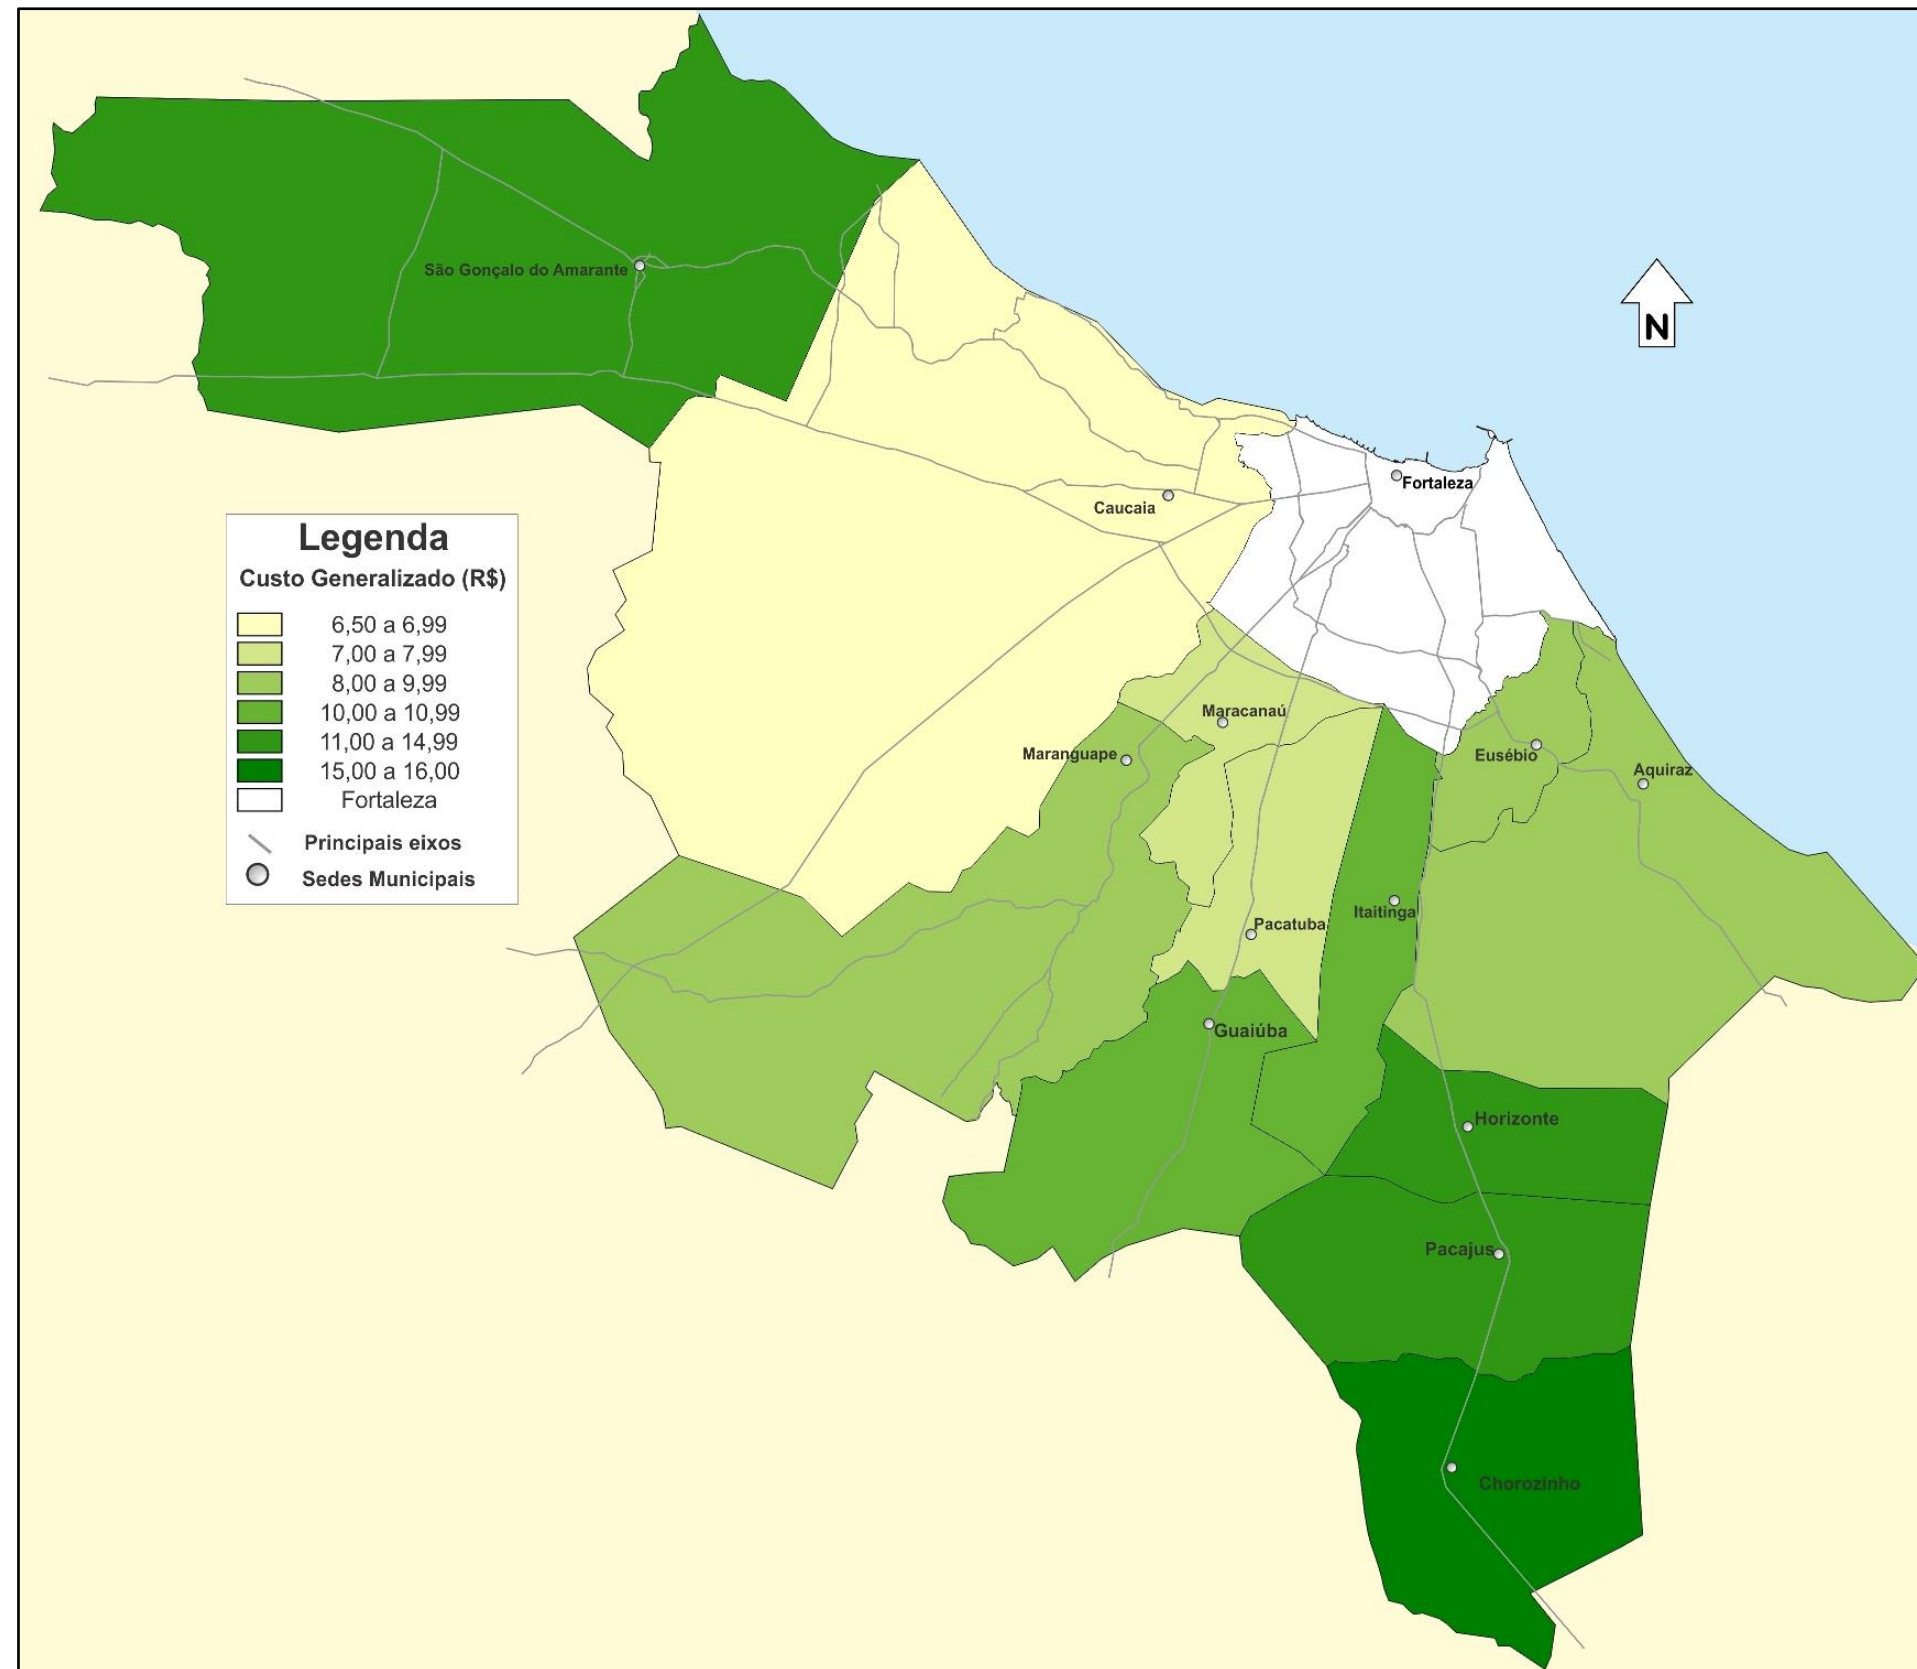 São Gonçalo do Amarante
N
Fortaleza
Caucaia
Legenda
Custo Generalizado (R$)
6,50 a 6,99
7,00 a 7,99
8,00 a 9,99
10,00 a 10,99
11,00 a 14,99
15,00 a 16,00
Fortaleza
Principais eixos
Sedes Municipais
Maracanaú
Maranguape
Eusébio
Aquiraz
Itaitinga
Pacatuba
Guaiúba
Horizonte
Pacajus
Chorozinho